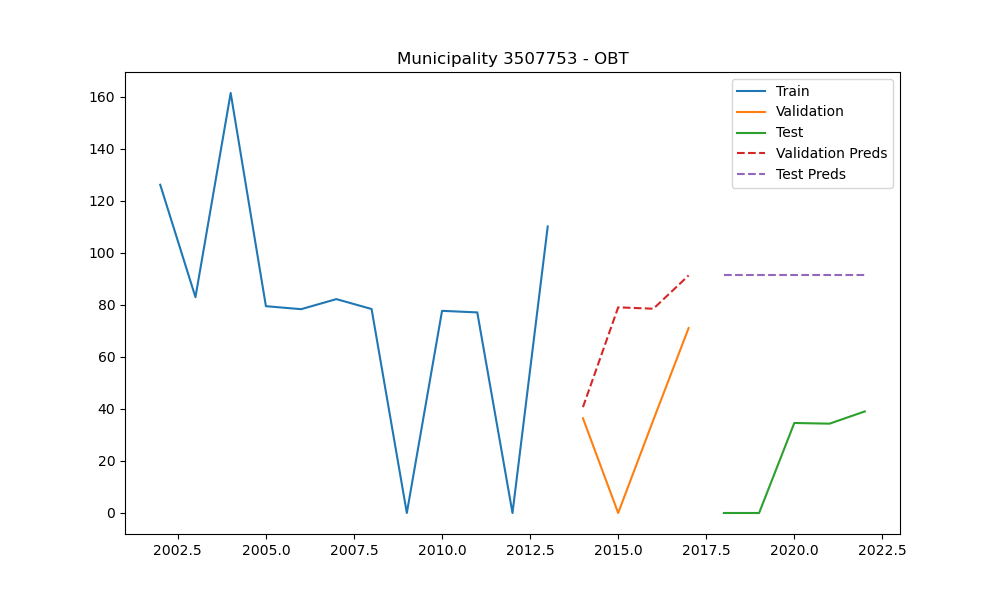 Municipality 3507753 - OBT
160
140
120
100
80
60
40
20
0
2002.5 2005.0 2007.5 2010.0 2012.5 2015.0 2017.5 2020.0 2022.5
Train
Validation
Test
Validation Preds
Test Preds